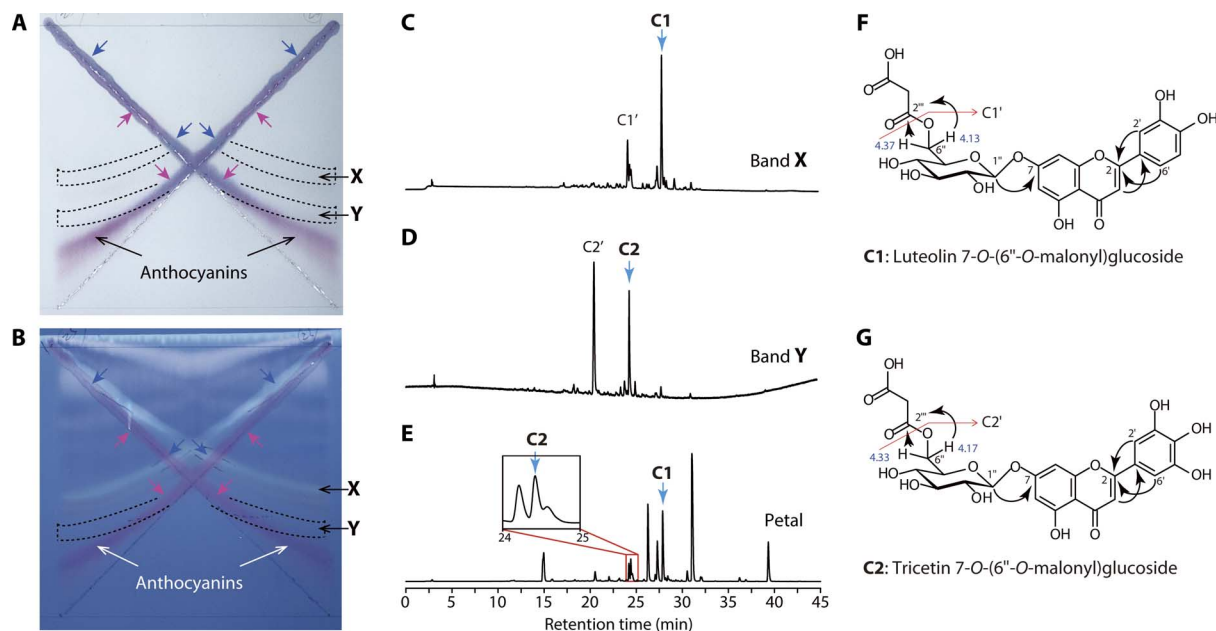 A
X
Y
Anthocyanins
B
X
Y
Anthocyanins
C
C1
C1′
Band X
D
C2′
C2
Band Y
E
C2
24
25
C1
Petal
0
5
10
15
20
25
30
35
40
45
Retention time (min)
F
OH
O
O
2'''
O
C1'
4.37
H
H
4.13
6''
HO
HO
O
OH
1''
O
7
O
2
2'
6'
OH
OH
OH
O
C1: Luteolin 7-O-(6''-O-malonyl)glucoside
G
OH
O
O
2'''
O
C2'
4.33
H
H
4.17
6''
HO
HO
O
OH
1''
O
7
O
2
2'
6'
OH
OH
OH
OH
O
C2: Tricetin 7-O-(6''-O-malonyl)glucoside